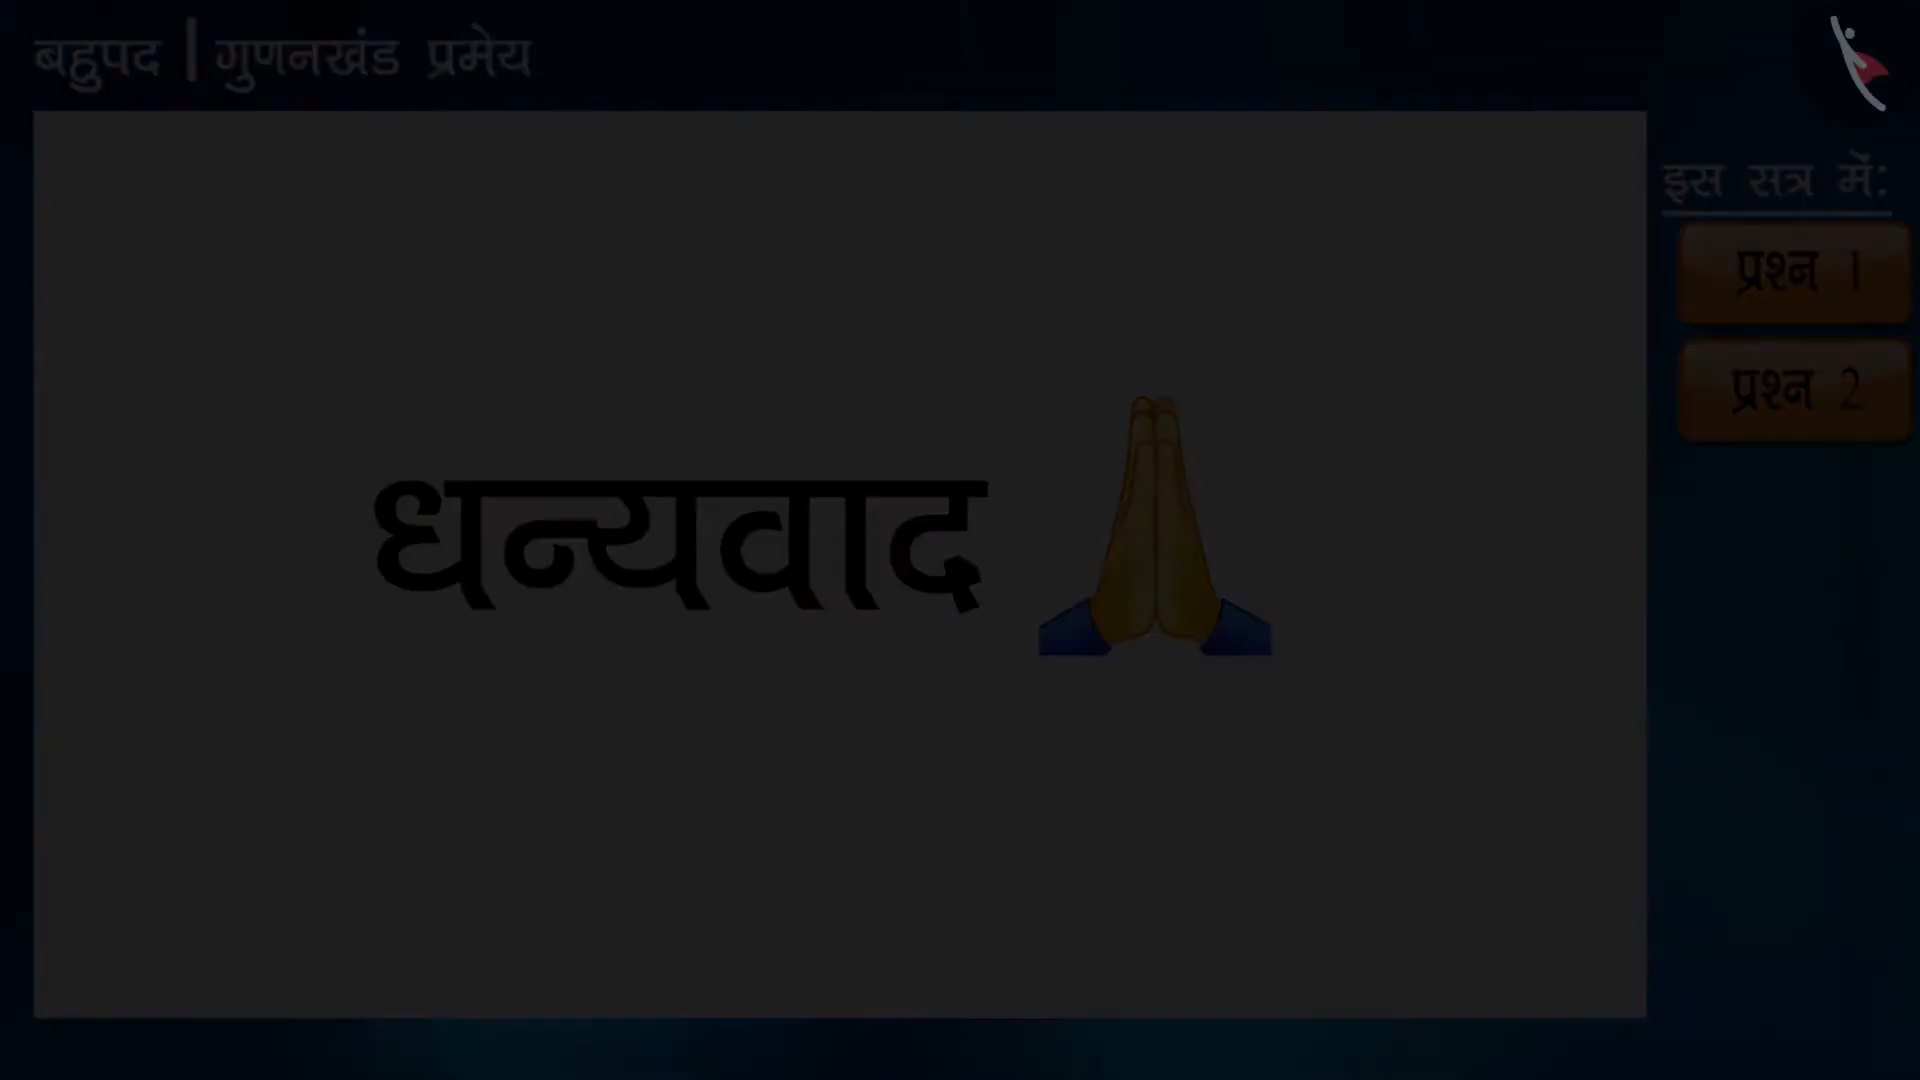 बहुपद | गुणनखंड प्रमेय
इस सत्र में:
प्रश्न 1
प्रश्न 2
धन्यवाद